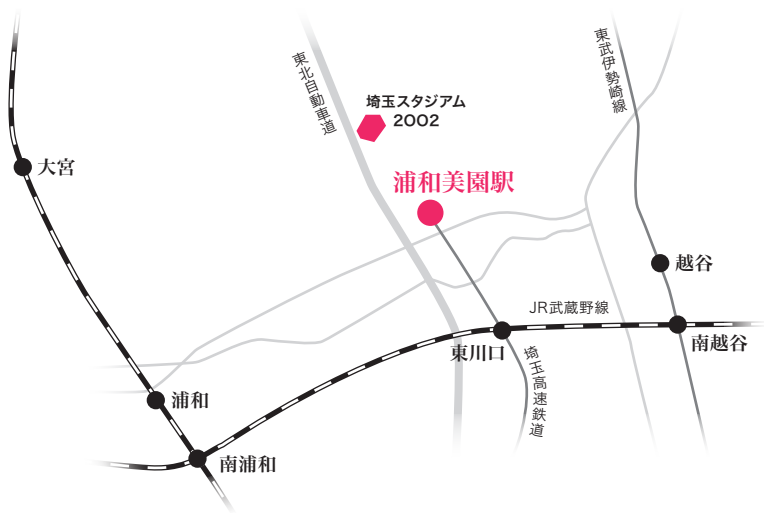 東北自動車道
東武伊勢崎線
埼玉スタジアム
2002
大宮
浦和美園駅
越谷
JR武蔵野線
南越谷
東川口
埼玉高速鉄道
浦和
南浦和